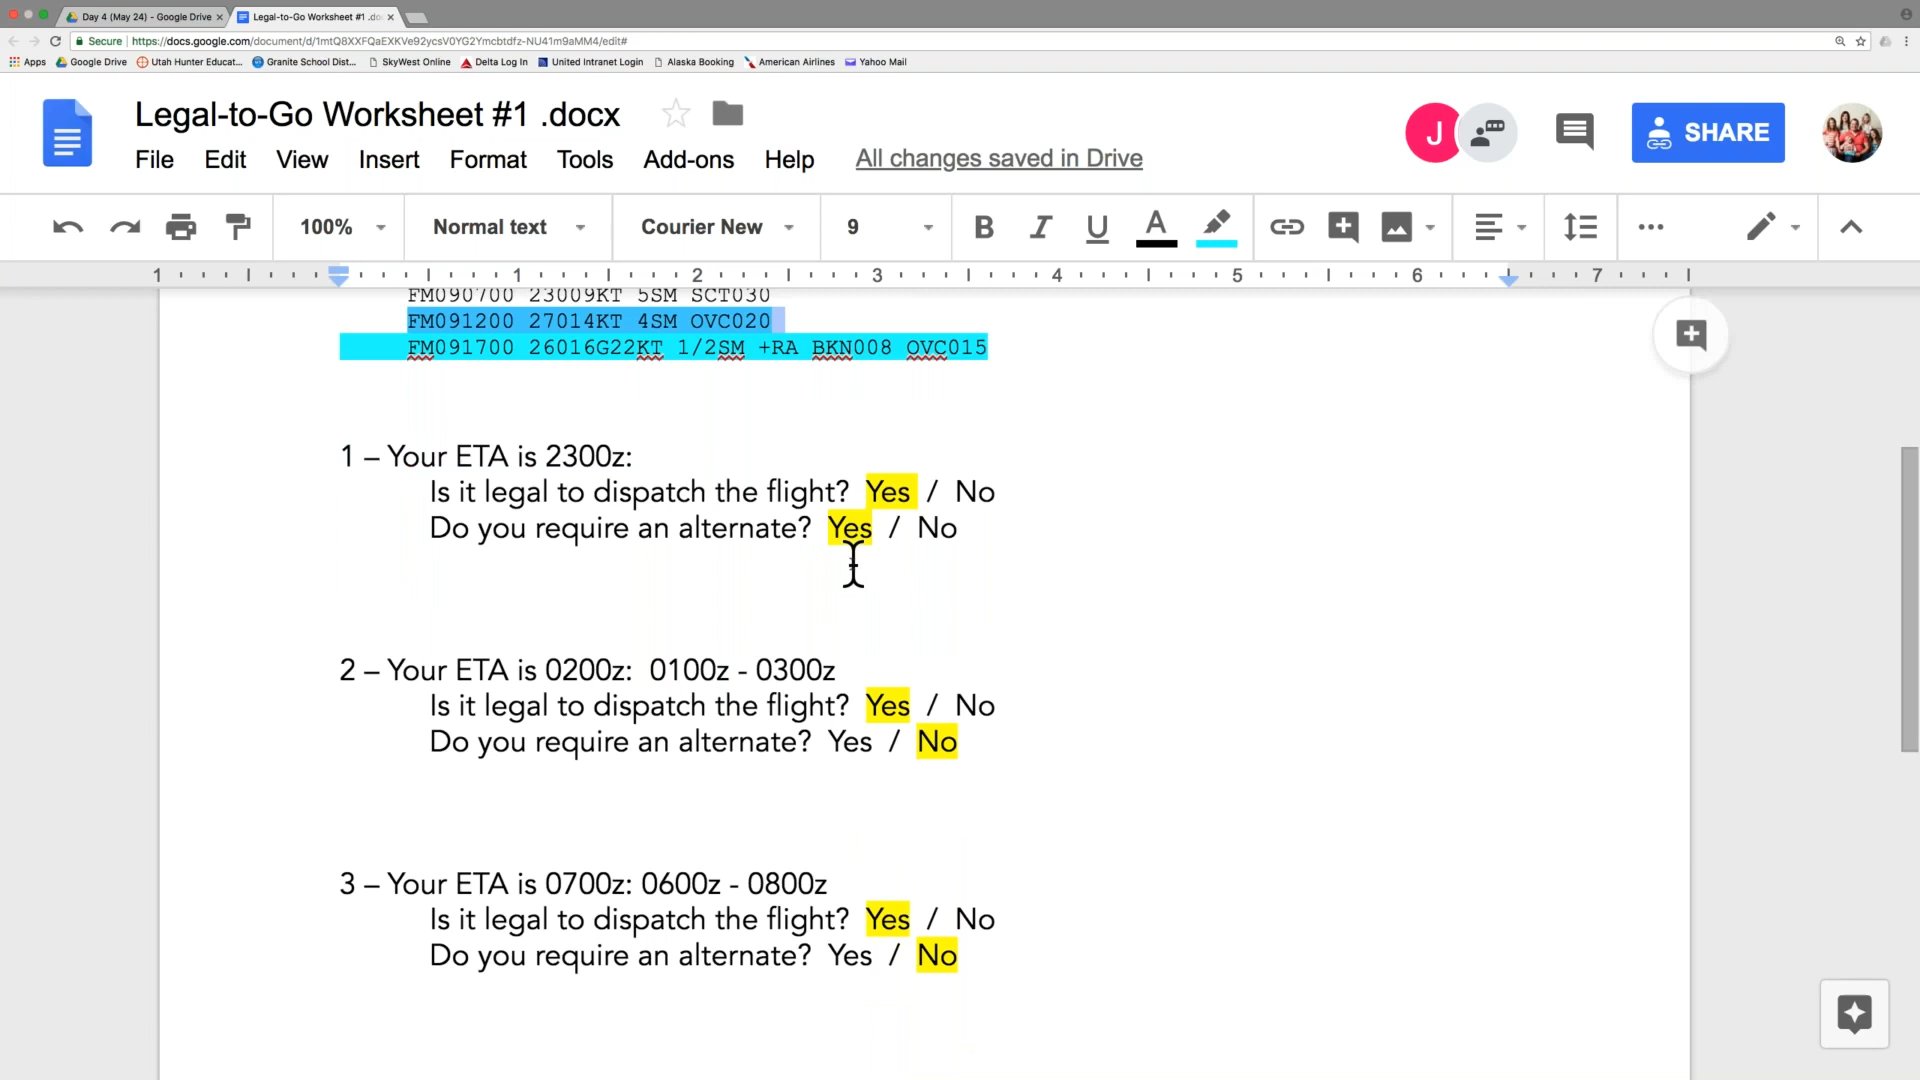 Day 4 (May 24) - Google Drive
Legal-to-Go Worksheet #1 .do
Secure | https://docs.google.com/document/d/1mtQ8XXFQaEXKVe92ycsV0YG2Ymcbtdfz-NU41m9aMM4/edit#
Apps Google Drive Utah Hunter Educat... Granite School Dist... SkyWest Online Delta Log In United Intranet Login Alaska Booking American Airlines Yahoo Mail
Legal-to-Go Worksheet #1 .docx
J
SHARE
File Edit View Insert Format Tools Add-ons Help All changes saved in Drive
100% Normal text Courier New 9 B I U A
1 1 2 3 4 5 6 7
FM090700 23009KT 5SM SCT030
FM091200 27014KT 4SM OVC020
FM091700 26016G22KT 1/2SM +RA BKN008 OVC015
1 – Your ETA is 2300z:
Is it legal to dispatch the flight? Yes / No
Do you require an alternate? Yes / No
2 – Your ETA is 0200z: 0100z - 0300z
Is it legal to dispatch the flight? Yes / No
Do you require an alternate? Yes / No
3 – Your ETA is 0700z: 0600z - 0800z
Is it legal to dispatch the flight? Yes / No
Do you require an alternate? Yes / No